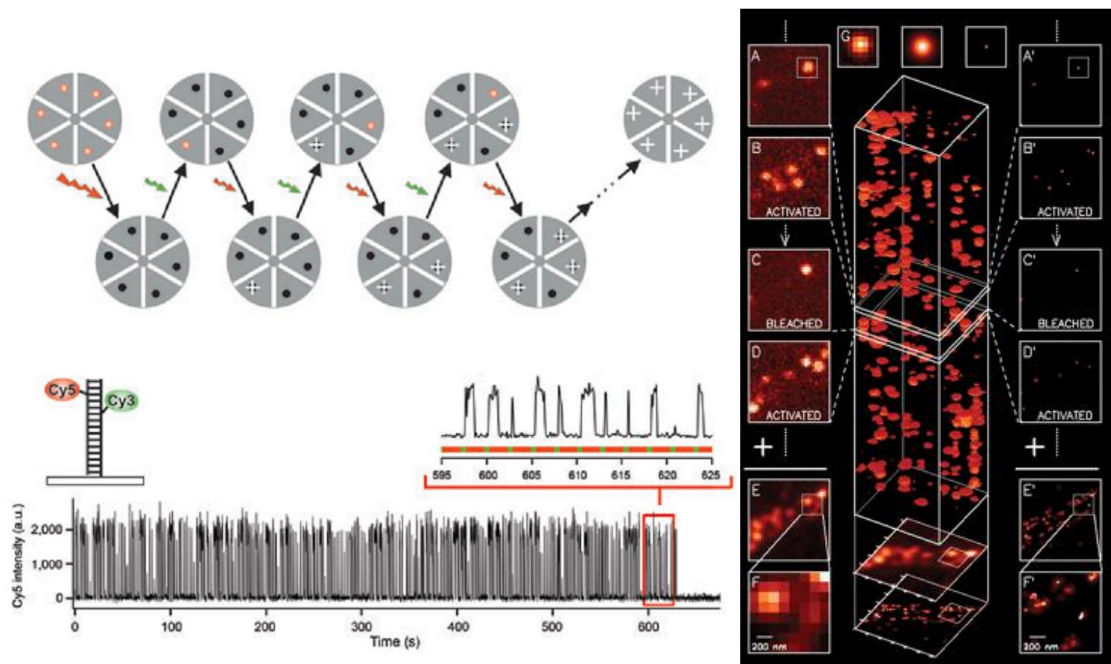 Cy5
Cy3
595 600 605 610 615 620 625
Cy5 intensity (a.u.)
2,000
1,000
0
0 100 200 300 400 500 600
Time (s)
G
A
A'
B
ACTIVATED
B'
ACTIVATED
C
BLEACHED
C'
BLEACHED
D
ACTIVATED
D'
ACTIVATED
+
+
E
E'
F
200 nm
F'
200 nm